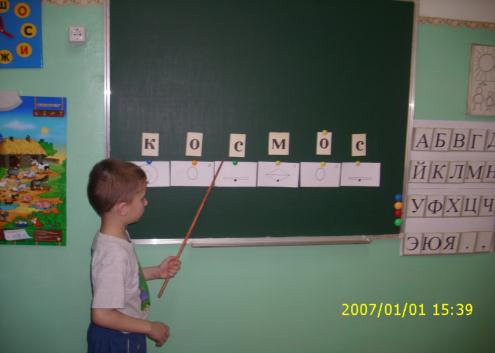 Ш
О
С
Ж
И
к о с м о с
А Б В Г Д
Й К Л М Н
У Ф Х Ц Ч
Э Ю Я . .
2007/01/01 15:39